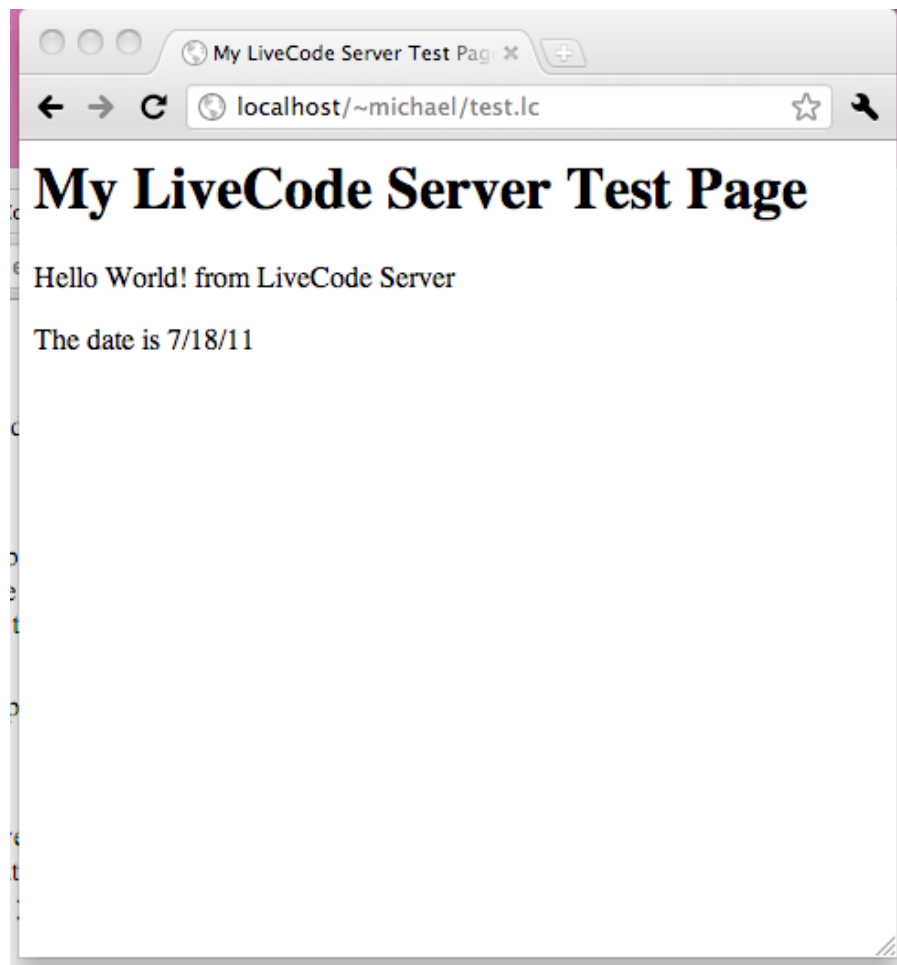 My LiveCode Server Test Pag
localhost/~michael/test.lc
My LiveCode Server Test Page
Hello World! from LiveCode Server
The date is 7/18/11